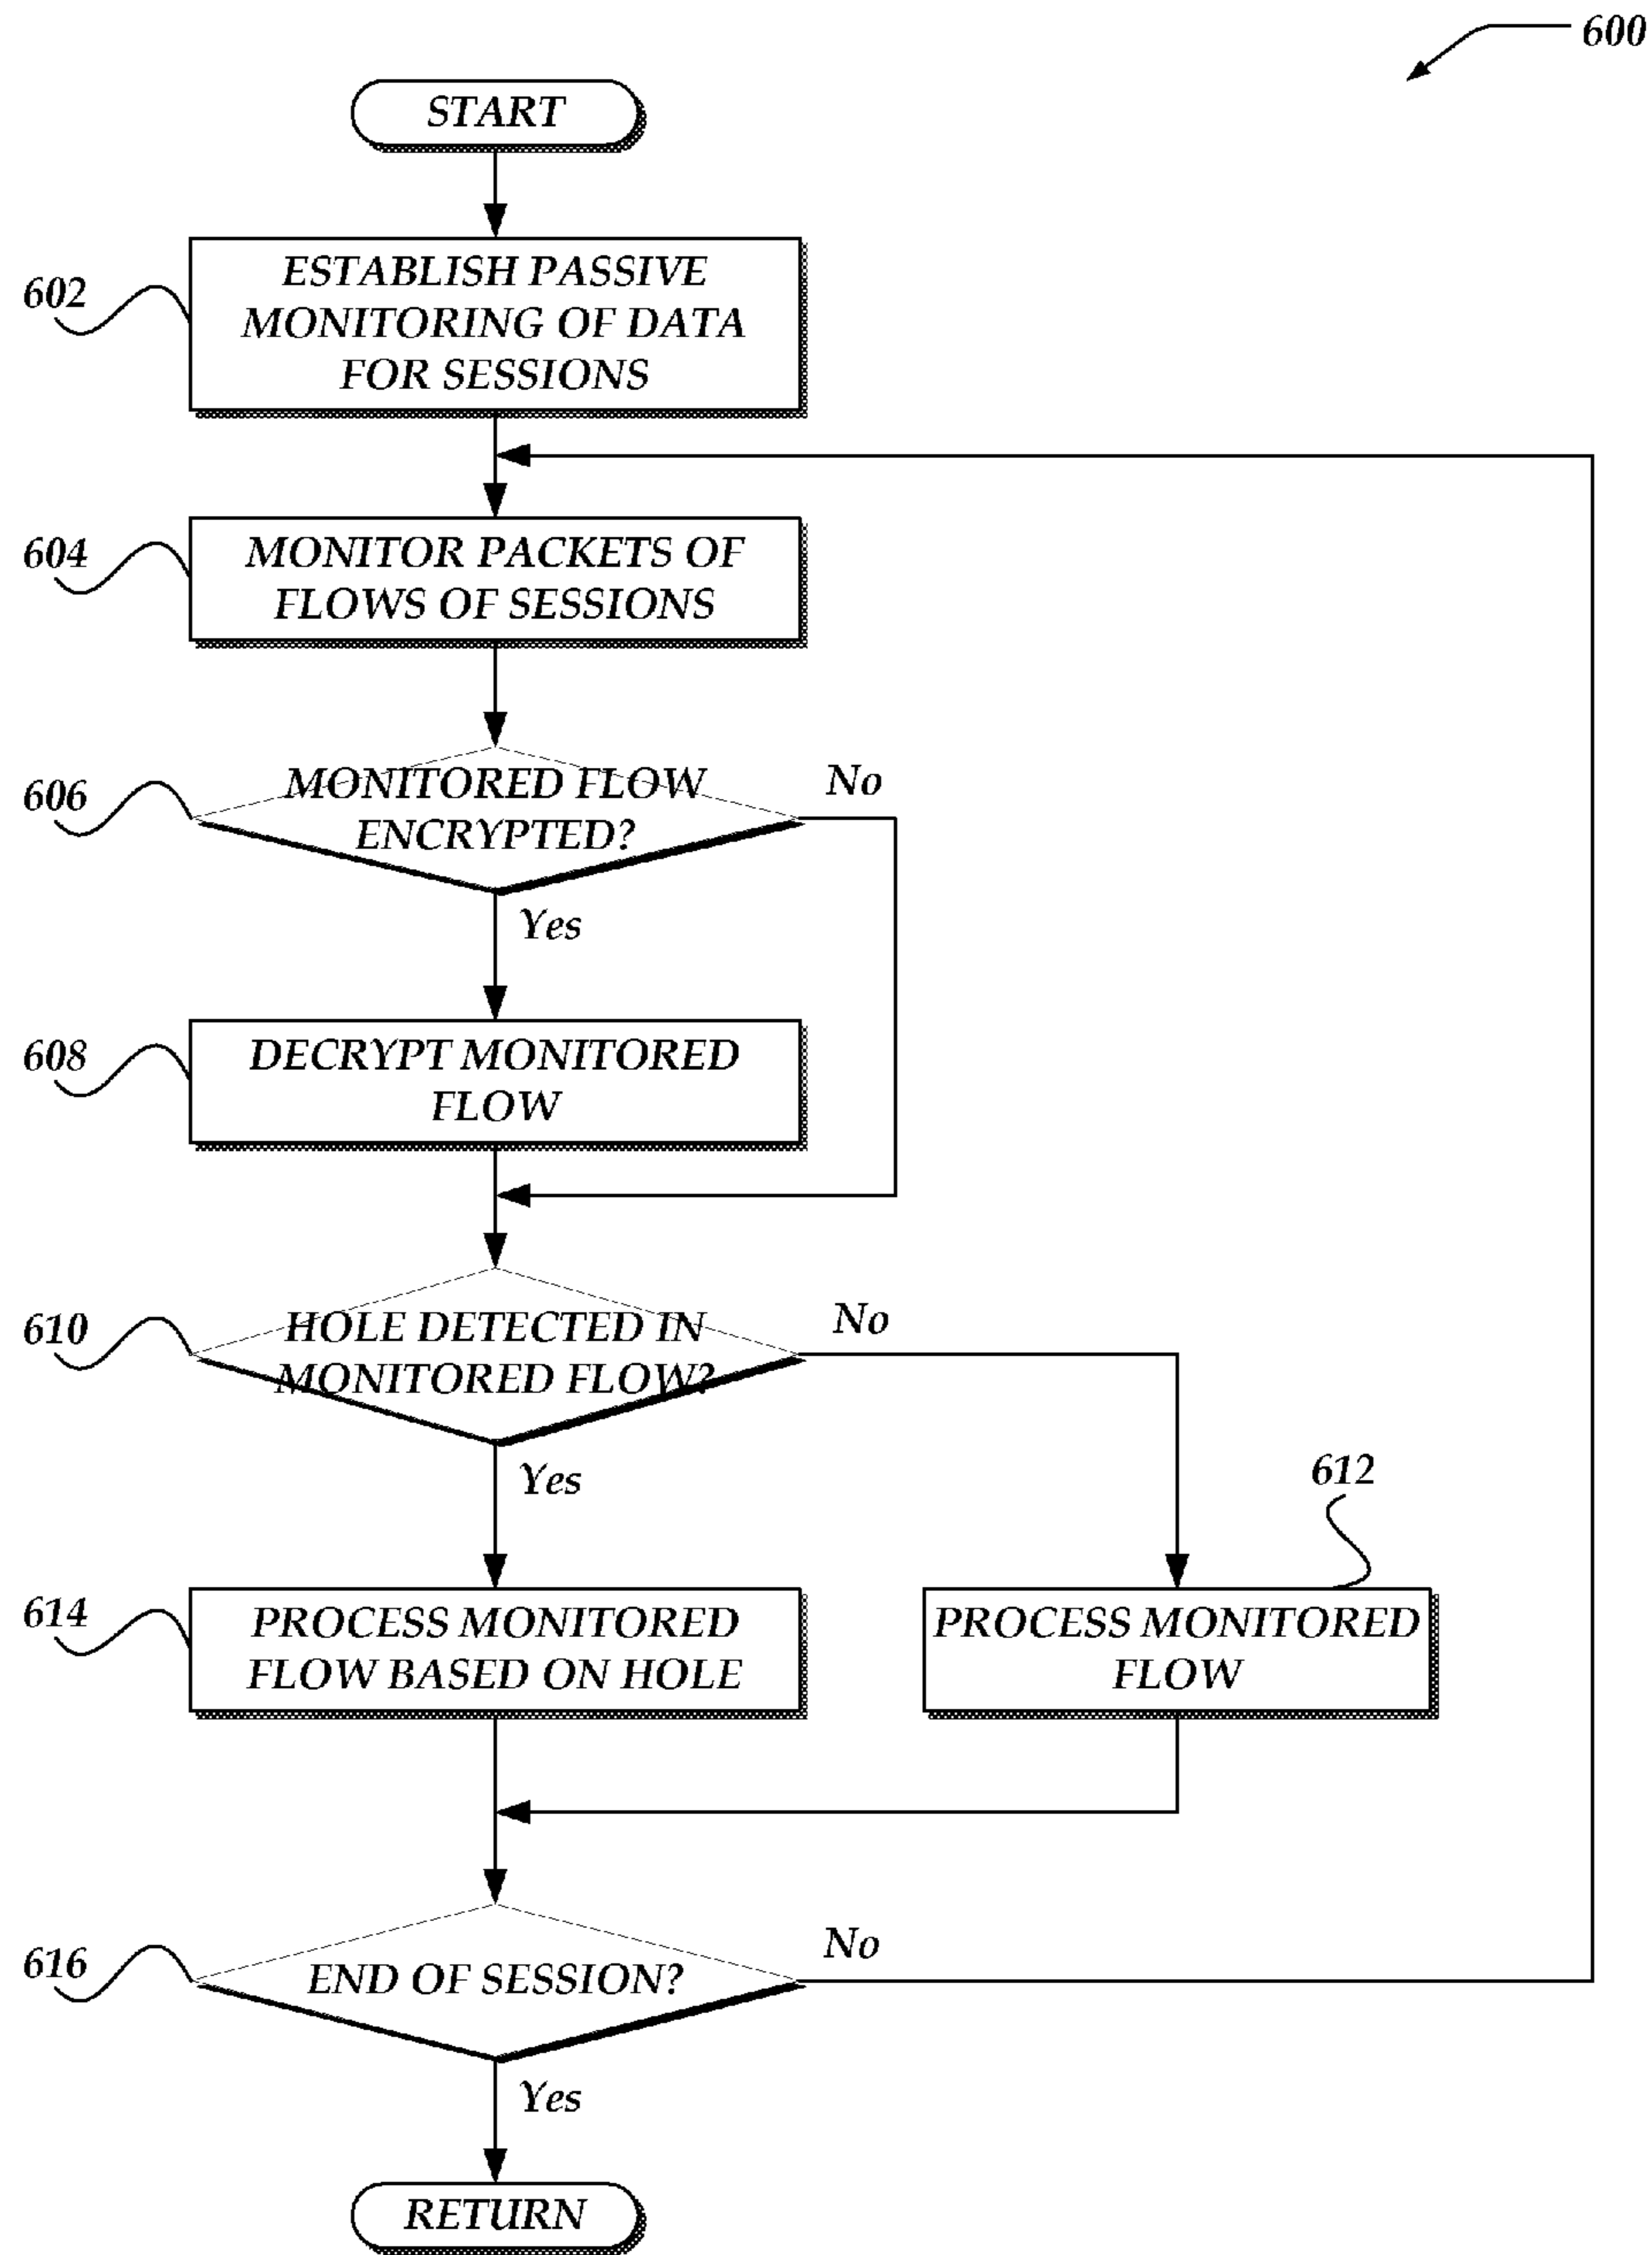 600
START
602
ESTABLISH PASSIVE
MONITORING OF DATA
FOR SESSIONS
604
MONITOR PACKETS OF
FLOWS OF SESSIONS
606
MONITORED FLOW
ENCRYPTED?
No
Yes
608
DECRYPT MONITORED
FLOW
610
HOLE DETECTED IN
MONITORED FLOW?
No
Yes
612
614
PROCESS MONITORED
FLOW BASED ON HOLE
PROCESS MONITORED
FLOW
616
END OF SESSION?
No
Yes
RETURN